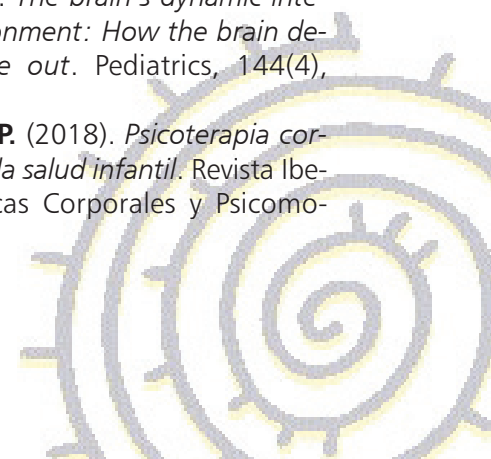 . The brain's dynamic inte-
onment: How the brain de-
e out. Pediatrics, 144(4),
P. (2018). Psicoterapia cor-
la salud infantil. Revista Ibe-
cas Corporales y Psicomo-